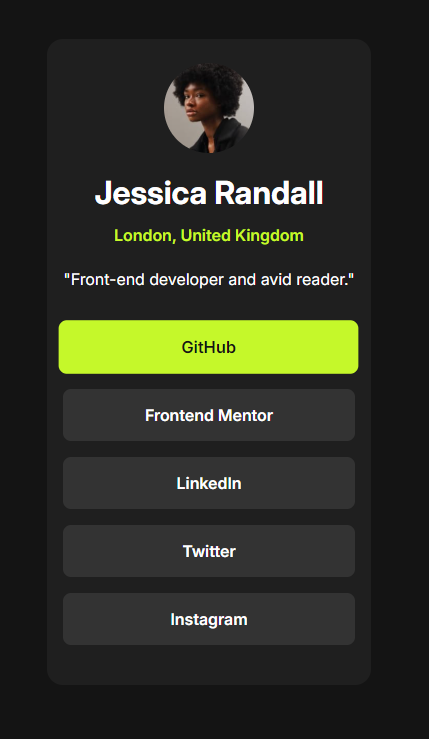 Jessica Randall
London, United Kingdom
"Front-end developer and avid reader."
GitHub
Frontend Mentor
LinkedIn
Twitter
Instagram